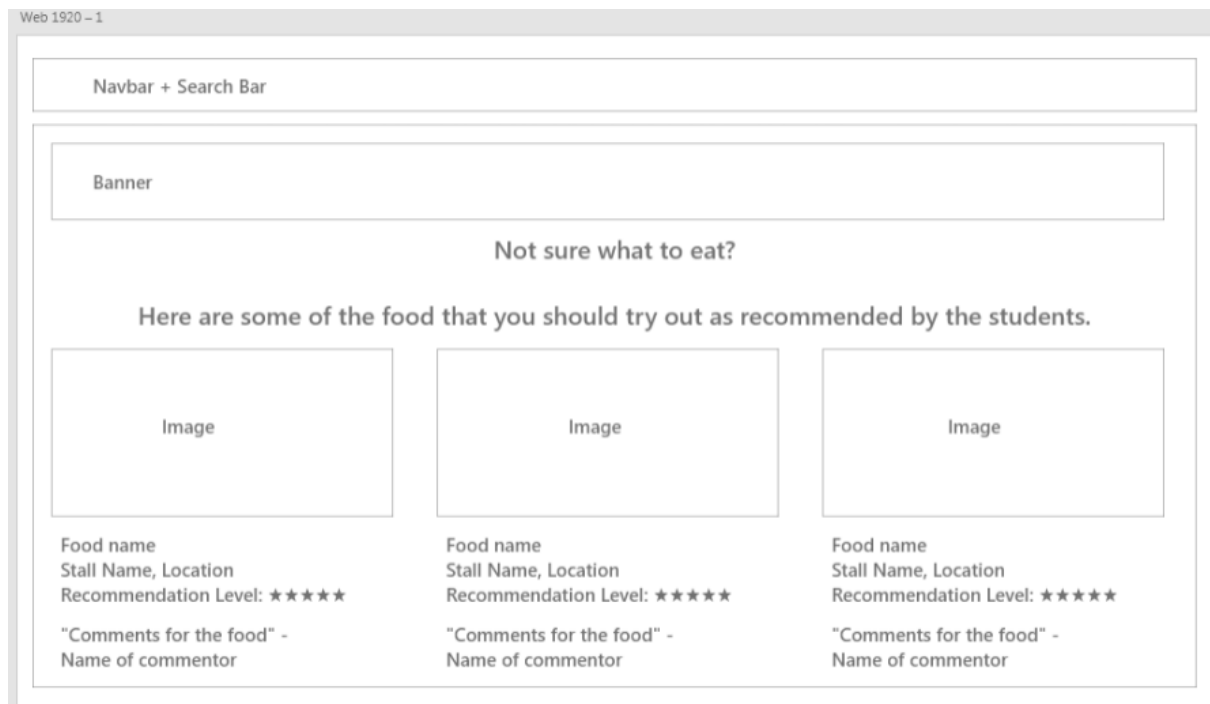 Web 1920 – 1
Navbar + Search Bar
Banner
Not sure what to eat?
Here are some of the food that you should try out as recommended by the students.
Image
Image
Image
Food name
Stall Name, Location
Recommendation Level: ★★★★★
"Comments for the food" -
Name of commentor
Food name
Stall Name, Location
Recommendation Level: ★★★★★
"Comments for the food" -
Name of commentor
Food name
Stall Name, Location
Recommendation Level: ★★★★★
"Comments for the food" -
Name of commentor